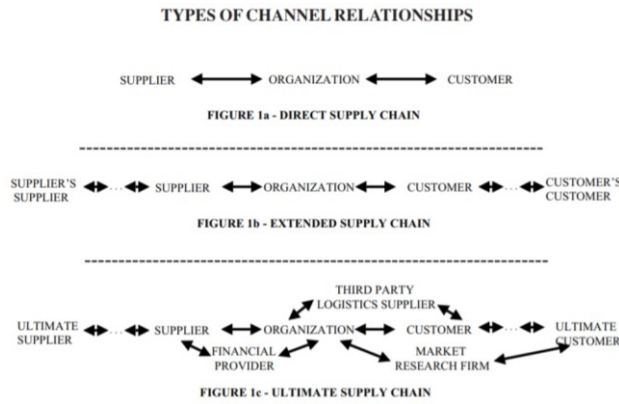 TYPES OF CHANNEL RELATIONSHIPS
SUPPLIER ORGANIZATION CUSTOMER
FIGURE 1a - DIRECT SUPPLY CHAIN
SUPPLIER'S
SUPPLIER ... SUPPLIER ORGANIZATION CUSTOMER ... CUSTOMER'S
CUSTOMER
FIGURE 1b - EXTENDED SUPPLY CHAIN
THIRD PARTY
LOGISTICS SUPPLIER
ULTIMATE
SUPPLIER ... SUPPLIER ORGANIZATION CUSTOMER ... ULTIMATE
CUSTOMER
FINANCIAL
PROVIDER
MARKET
RESEARCH FIRM
FIGURE 1c - ULTIMATE SUPPLY CHAIN